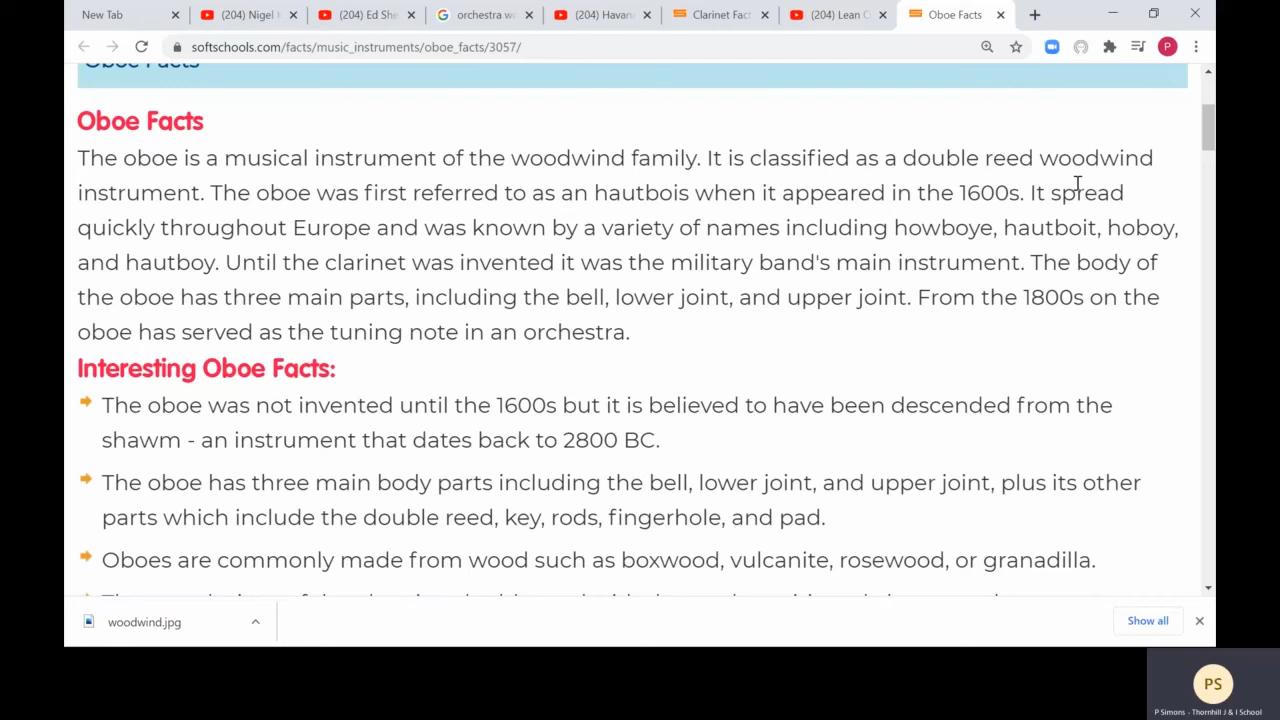 New Tab
(204) Nigel
(204) Ed She
orchestra w
(204) Havan
Clarinet Fac
(204) Lean O
Oboe Facts
softschools.com/facts/music_instruments/oboe_facts/3057/
P
Oboe Facts
Oboe Facts
The oboe is a musical instrument of the woodwind family. It is classified as a double reed woodwind
instrument. The oboe was first referred to as an hautbois when it appeared in the 1600s. It spread
quickly throughout Europe and was known by a variety of names including howboye, hautboit, hoboy,
and hautboy. Until the clarinet was invented it was the military band's main instrument. The body of
the oboe has three main parts, including the bell, lower joint, and upper joint. From the 1800s on the
oboe has served as the tuning note in an orchestra.
Interesting Oboe Facts:
The oboe was not invented until the 1600s but it is believed to have been descended from the
shawm - an instrument that dates back to 2800 BC.
The oboe has three main body parts including the bell, lower joint, and upper joint, plus its other
parts which include the double reed, key, rods, fingerhole, and pad.
Oboes are commonly made from wood such as boxwood, vulcanite, rosewood, or granadilla.
woodwind.jpg
Show all
PS
P Simons - Thornhill J & I School